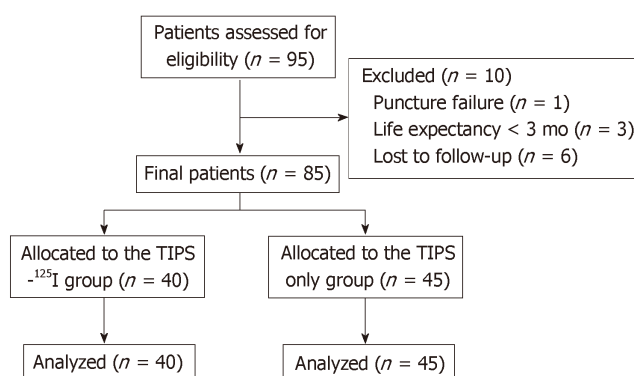 Patients assessed for
eligibility (n = 95)
Excluded (n = 10)
Puncture failure (n = 1)
Life expectancy < 3 mo (n = 3)
Lost to follow-up (n = 6)
Final patients (n = 85)
Allocated to the TIPS
-¹²⁵I group (n = 40)
Allocated to the TIPS
only group (n = 45)
Analyzed (n = 40)
Analyzed (n = 45)